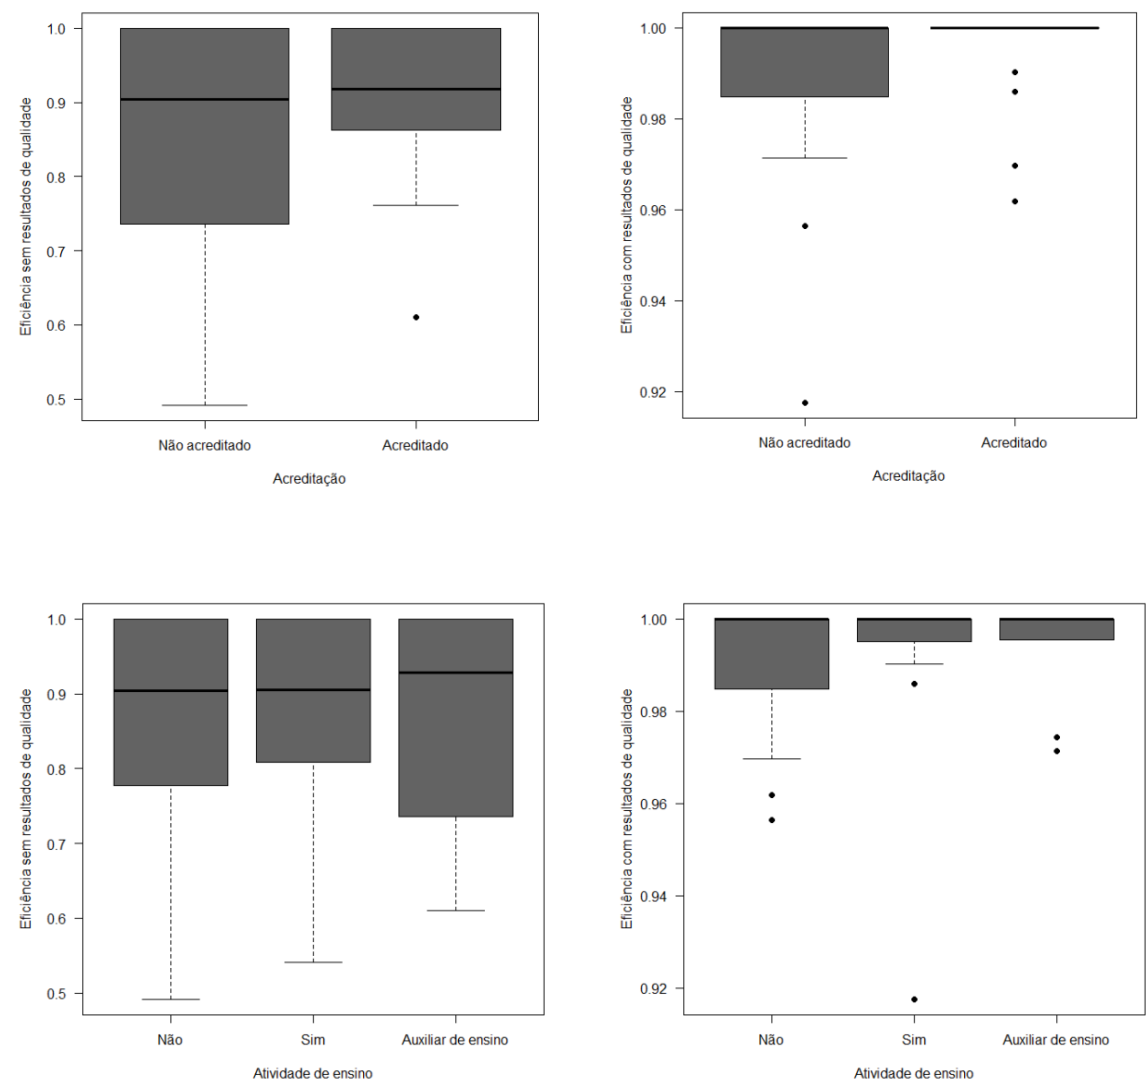 Eficiência sem resultados de qualidade
1.0
0.9
0.8
0.7
0.6
0.5
Não acreditado Acreditado
Acreditação
Eficiência com resultados de qualidade
1.00
0.98
0.96
0.94
0.92
Não acreditado Acreditado
Acreditação
Eficiência sem resultados de qualidade
1.0
0.9
0.8
0.7
0.6
0.5
Não Sim Auxiliar de ensino
Atividade de ensino
Eficiência com resultados de qualidade
1.00
0.98
0.96
0.94
0.92
Não Sim Auxiliar de ensino
Atividade de ensino